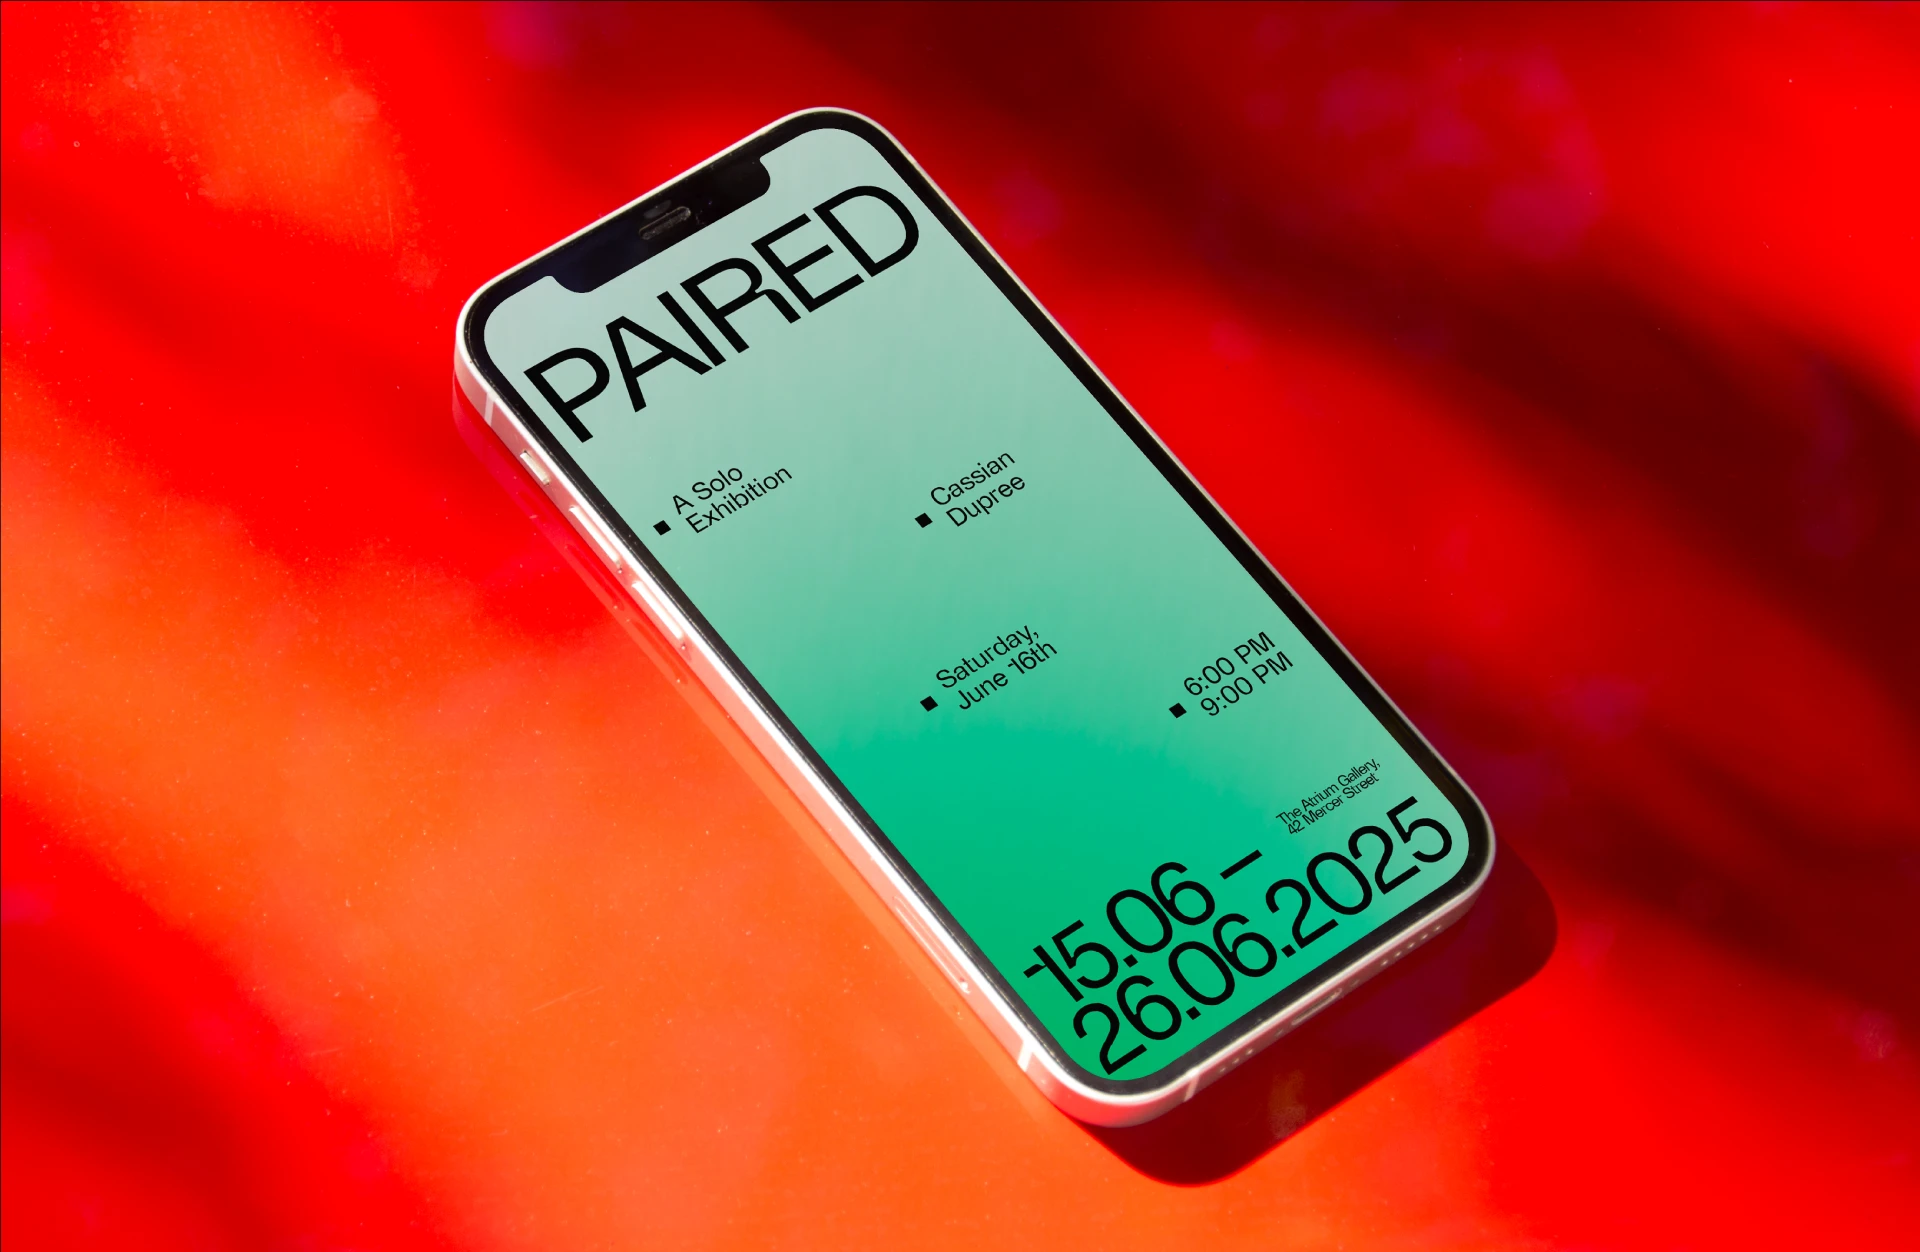 PAIRED
A Solo
Exhibition
Cassian
Dupree
Saturday,
June 16th
6:00 PM
9:00 PM
The Atrium Gallery,
42 Mercer Street
15.06 –
26.06.2025